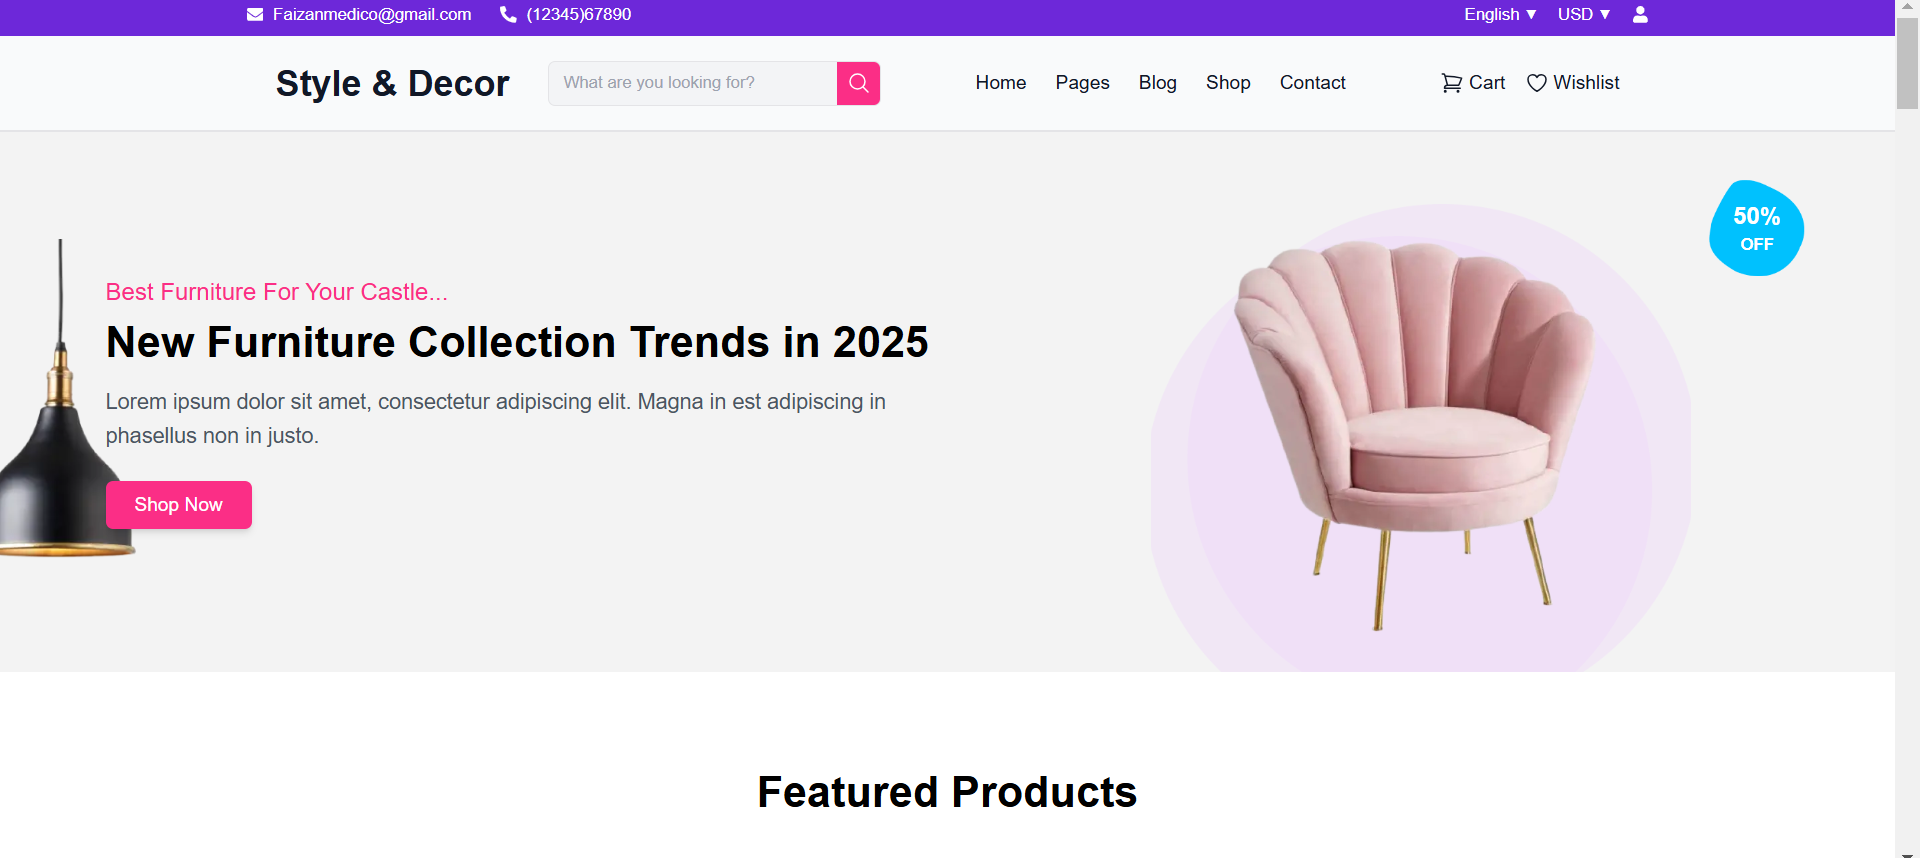 Faizanmedico@gmail.com (12345)67890 English ▼ USD ▼
Style & Decor What are you looking for? Home Pages Blog Shop Contact Cart Wishlist
50%
OFF
Best Furniture For Your Castle...
New Furniture Collection Trends in 2025
Lorem ipsum dolor sit amet, consectetur adipiscing elit. Magna in est adipiscing in
phasellus non in justo.
Shop Now
Featured Products